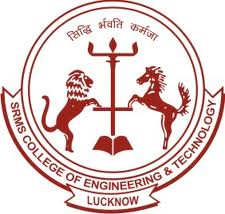 सिद्धि र्भवति कर्मजा
SRMS COLLEGE OF ENGINEERING & TECHNOLOGY
LUCKNOW